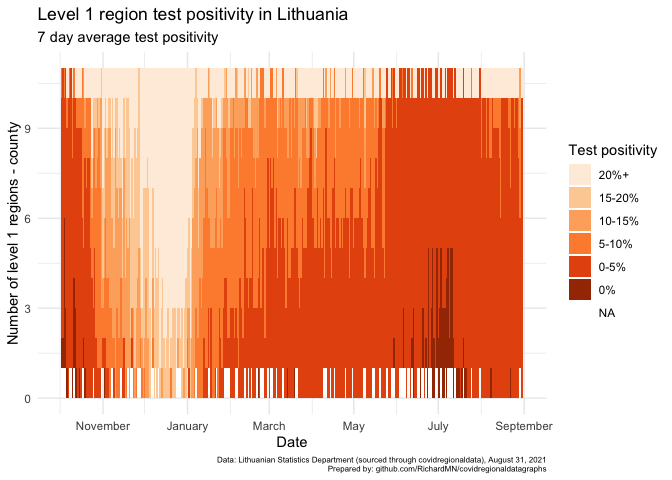 Level 1 region test positivity in Lithuania
7 day average test positivity
Number of level 1 regions - county
9
6
3
0
November January March May July September
Date
Test positivity
20%+
15-20%
10-15%
5-10%
0-5%
0%
NA
Data: Lithuanian Statistics Department (sourced through covidregionaldata), August 31, 2021
Prepared by: github.com/RichardMN/covidregionaldatagraphs